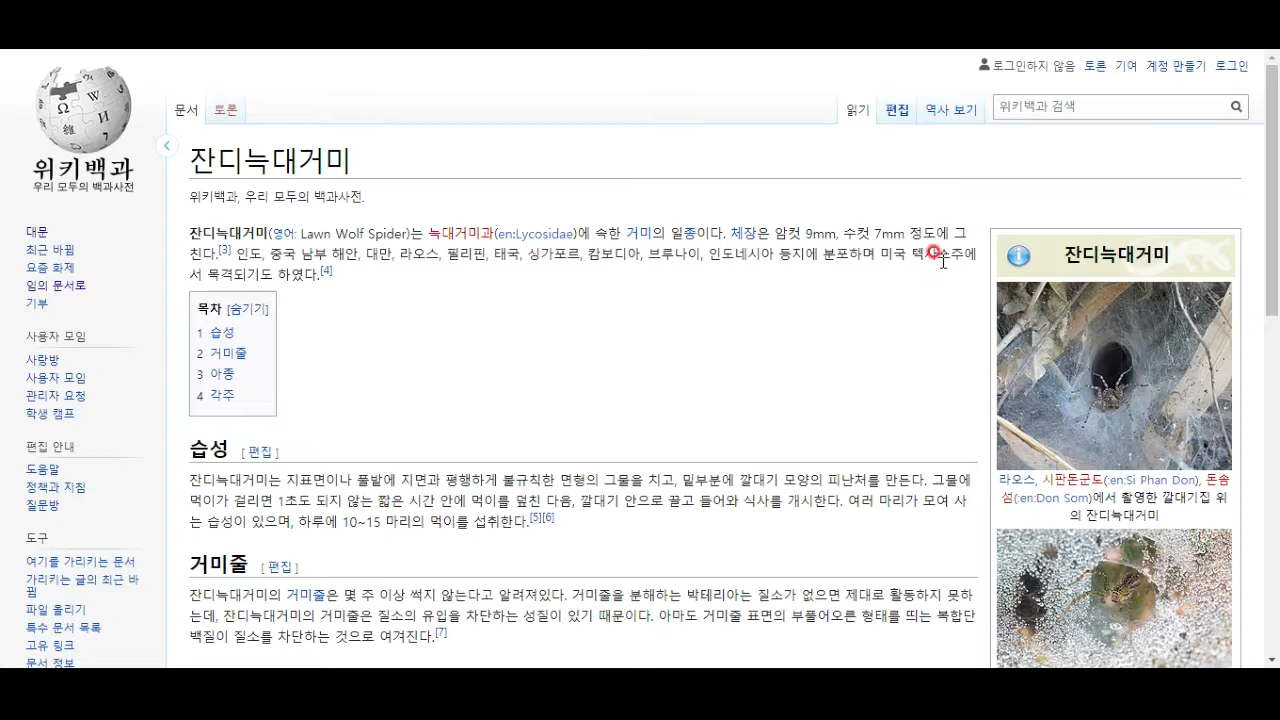 로그인하지 않음 토론 기여 계정 만들기 로그인
문서 토론 읽기 편집 역사 보기 위키백과 검색
위키백과
우리 모두의 백과사전
대문
최근 바뀜
요즘 화제
임의 문서로
기부
사용자 모임
사랑방
사용자 모임
관리자 요청
학생 캠프
편집 안내
도움말
정책과 지침
질문방
도구
여기를 가리키는 문서
가리키는 글의 최근 바
뀜
파일 올리기
특수 문서 목록
고유 링크
문서 정보
잔디늑대거미
위키백과, 우리 모두의 백과사전.
잔디늑대거미(영어: Lawn Wolf Spider)는 늑대거미과(en:Lycosidae)에 속한 거미의 일종이다. 체장은 암컷 9mm, 수컷 7mm 정도에 그
친다.[3] 인도, 중국 남부 해안, 대만, 라오스, 필리핀, 태국, 싱가포르, 캄보디아, 브루나이, 인도네시아 등지에 분포하며 미국 텍사스주에
서 목격되기도 하였다.[4]
목차 [숨기기]
1 습성
2 거미줄
3 아종
4 각주
습성 [ 편집 ]
잔디늑대거미는 지표면이나 풀밭에 지면과 평행하게 불규칙한 면형의 그물을 치고, 밑부분에 깔대기 모양의 피난처를 만든다. 그물에
먹이가 걸리면 1초도 되지 않는 짧은 시간 안에 먹이를 덮친 다음, 깔대기 안으로 끌고 들어와 식사를 개시한다. 여러 마리가 모여 사
는 습성이 있으며, 하루에 10~15 마리의 먹이를 섭취한다.[5][6]
거미줄 [ 편집 ]
잔디늑대거미의 거미줄은 몇 주 이상 썩지 않는다고 알려져있다. 거미줄을 분해하는 박테리아는 질소가 없으면 제대로 활동하지 못하
는데, 잔디늑대거미의 거미줄은 질소의 유입을 차단하는 성질이 있기 때문이다. 아마도 거미줄 표면의 부풀어오른 형태를 띄는 복합단
백질이 질소를 차단하는 것으로 여겨진다.[7]
잔디늑대거미
라오스, 시판돈군도(:en:Si Phan Don), 돈솜
섬(:en:Don Som)에서 촬영한 깔대기집 위
의 잔디늑대거미